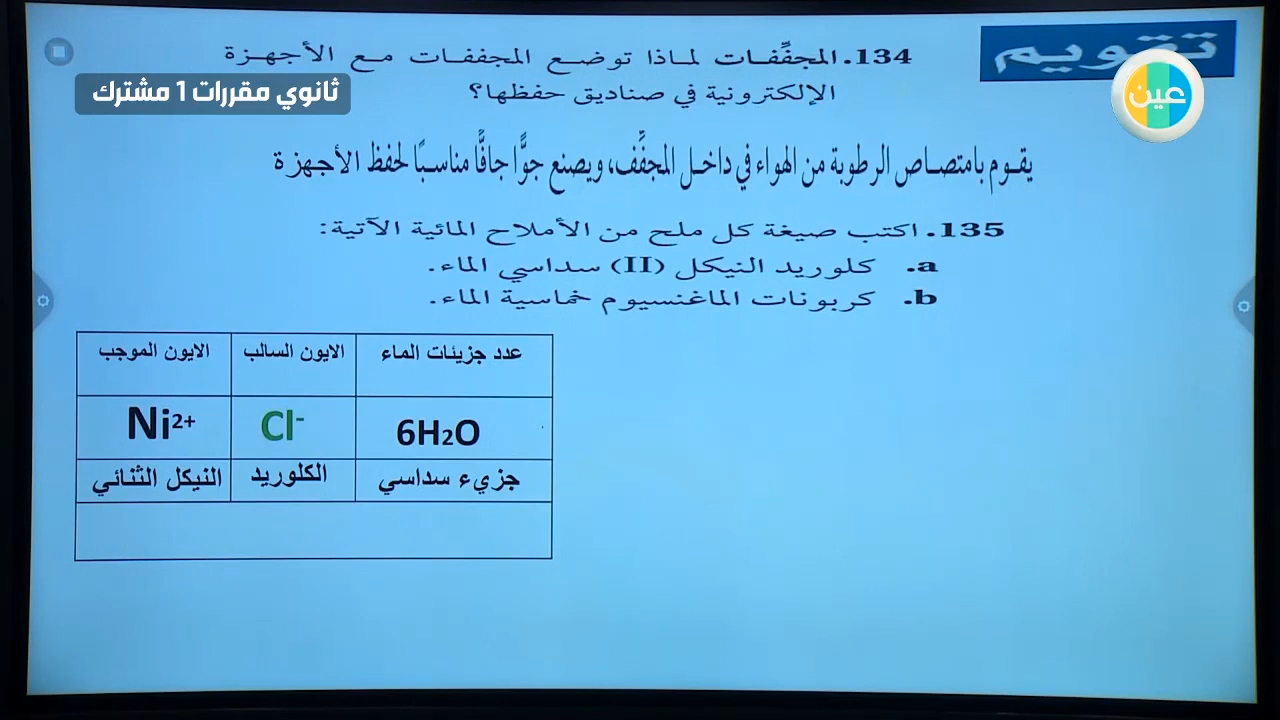 تقويم
عين
ثانوي مقررات 1 مشترك
134. المجفِّفات لماذا توضع المجففات مع الأجهزة
الإلكترونية في صناديق حفظها؟
يقوم بامتصاص الرطوبة من الهواء في داخل المجفِّف، ويصنع جوًّا جافًّا مناسبًا لحفظ الأجهزة
135. اكتب صيغة كل ملح من الأملاح المائية الآتية:
a. كلوريد النيكل (II) سداسي الماء.
b. كربونات الماغنسيوم خماسية الماء.
عدد جزيئات الماء الايون السالب الايون الموجب
Ni2+ Cl- 6H2O
جزيء سداسي الكلوريد النيكل الثنائي